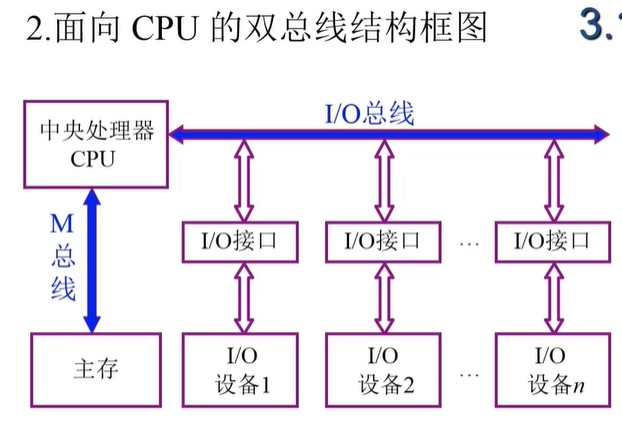 2.面向 CPU 的双总线结构框图
3.
I/O总线
中央处理器
CPU
M
总
线
I/O接口
I/O接口
…
I/O接口
主存
I/O
设备1
I/O
设备2
…
I/O
设备n